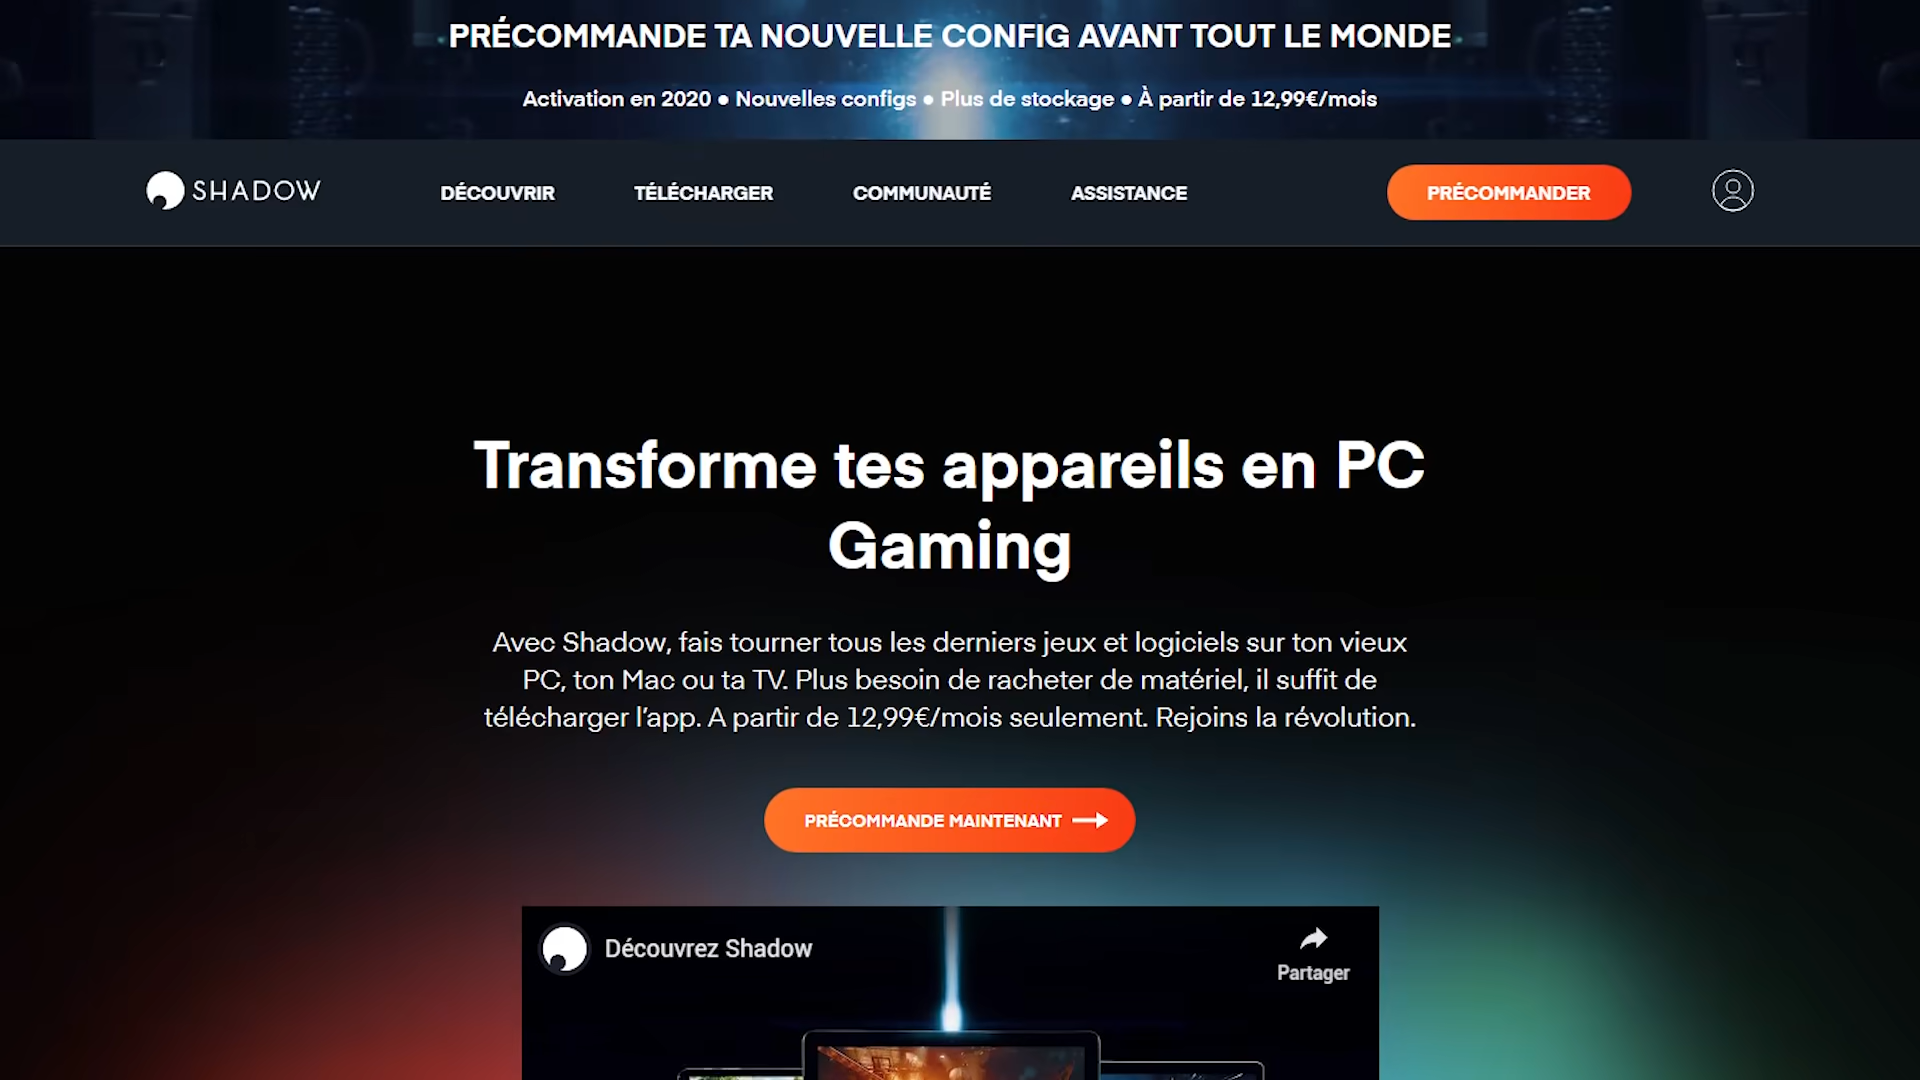 PRÉCOMMANDE TA NOUVELLE CONFIG AVANT TOUT LE MONDE
Activation en 2020 ● Nouvelles configs ● Plus de stockage ● À partir de 12,99€/mois
SHADOW
DÉCOUVRIR
TÉLÉCHARGER
COMMUNAUTÉ
ASSISTANCE
PRÉCOMMANDER
Transforme tes appareils en PC
Gaming
Avec Shadow, fais tourner tous les derniers jeux et logiciels sur ton vieux
PC, ton Mac ou ta TV. Plus besoin de racheter de matériel, il suffit de
télécharger l’app. A partir de 12,99€/mois seulement. Rejoins la révolution.
PRÉCOMMANDE MAINTENANT
Découvrez Shadow
Partager